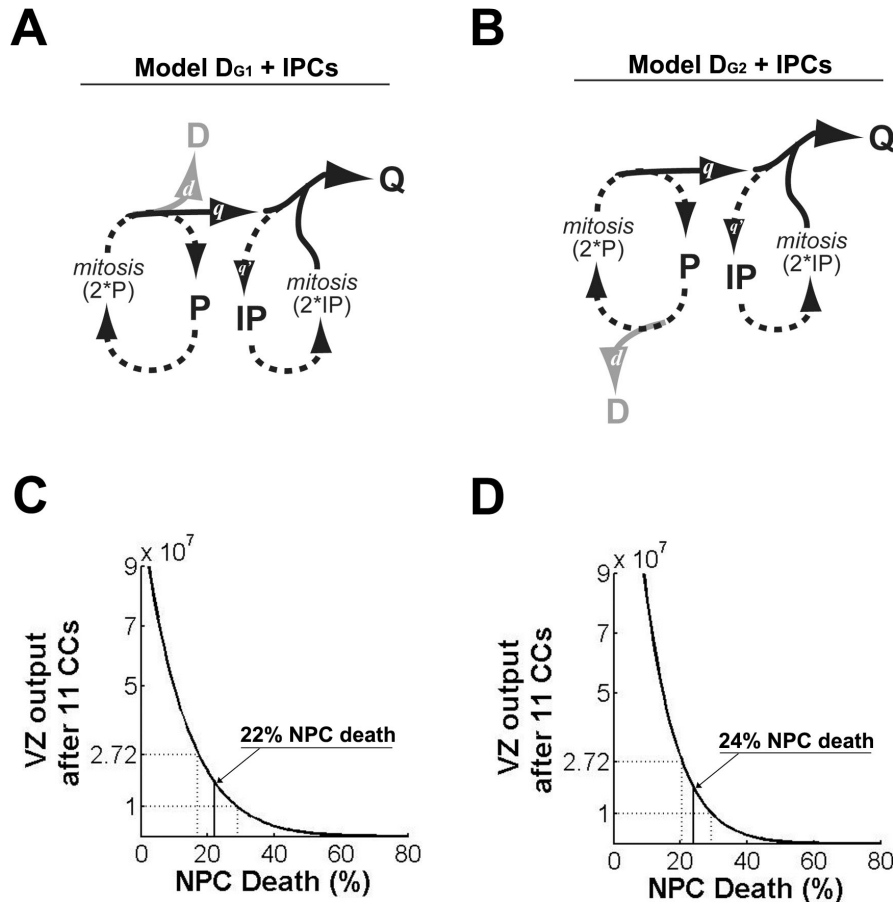 A
Model DG1 + IPCs
D
d
q
Q
q'
mitosis
(2*P)
P
IP
mitosis
(2*IP)
B
Model DG2 + IPCs
q
Q
q'
mitosis
(2*P)
P
IP
mitosis
(2*IP)
d
D
C
x 10^7
9
7
5
2.72
1
VZ output
after 11 CCs
22% NPC death
0 20 40 60 80
NPC Death (%)
D
x 10^7
9
7
5
2.72
1
VZ output
after 11 CCs
24% NPC death
0 20 40 60 80
NPC Death (%)